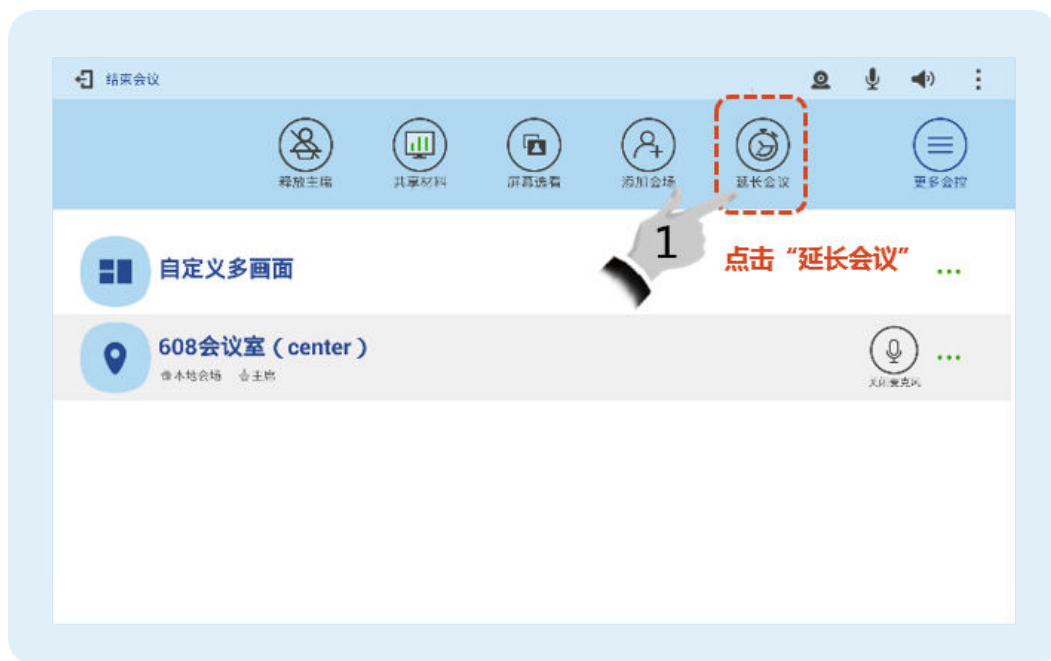 结束会议
释放主席
共享材料
屏幕选看
添加会场
延长会议
更多会控
1
点击“延长会议”
自定义多画面
608会议室（center）
本地会场 主席
关闭麦克风